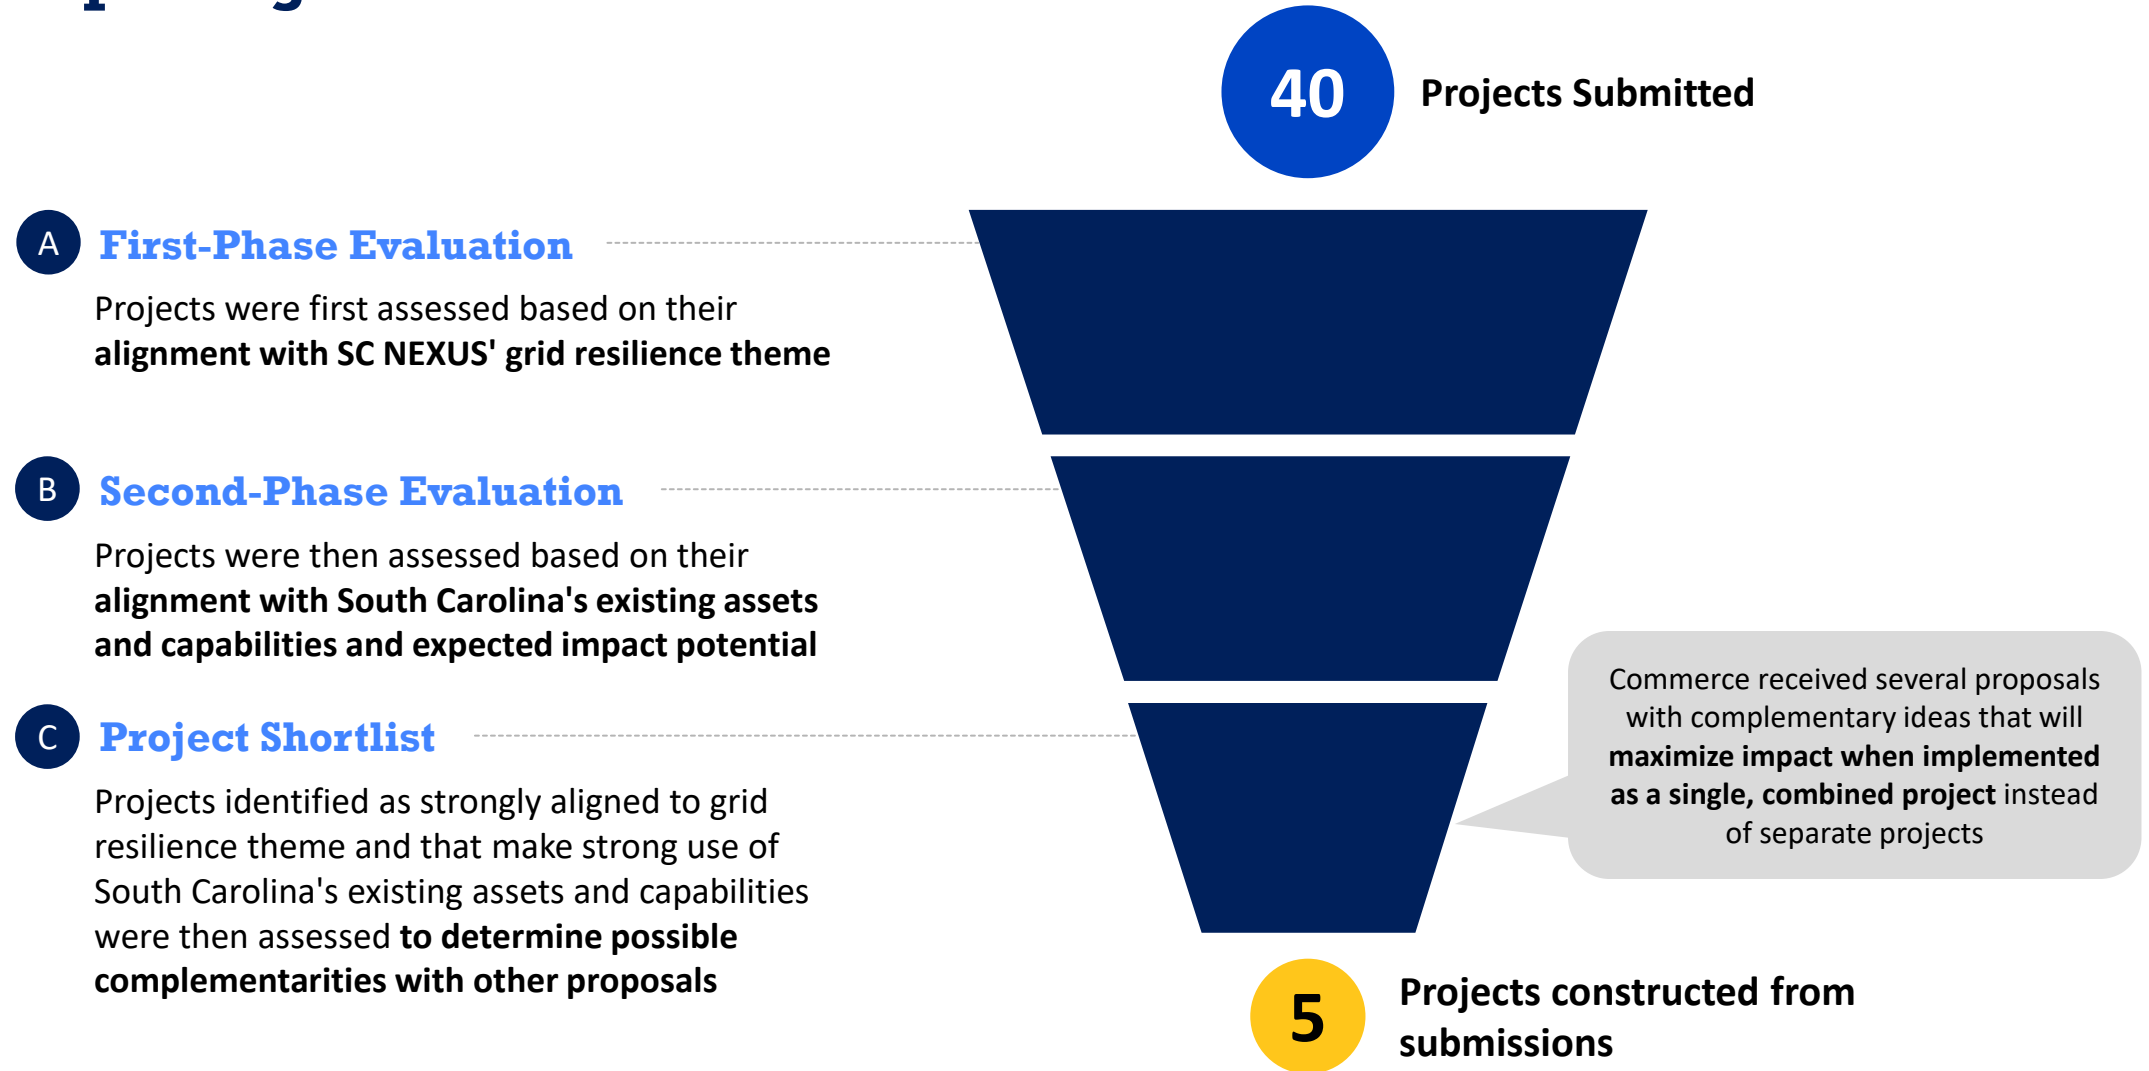 40
Projects Submitted
A
First-Phase Evaluation
Projects were first assessed based on their
alignment with SC NEXUS' grid resilience theme
B
Second-Phase Evaluation
Projects were then assessed based on their
alignment with South Carolina's existing assets
and capabilities and expected impact potential
C
Project Shortlist
Projects identified as strongly aligned to grid
resilience theme and that make strong use of
South Carolina's existing assets and capabilities
were then assessed to determine possible
complementarities with other proposals
Commerce received several proposals
with complementary ideas that will
maximize impact when implemented
as a single, combined project instead
of separate projects
5
Projects constructed from
submissions